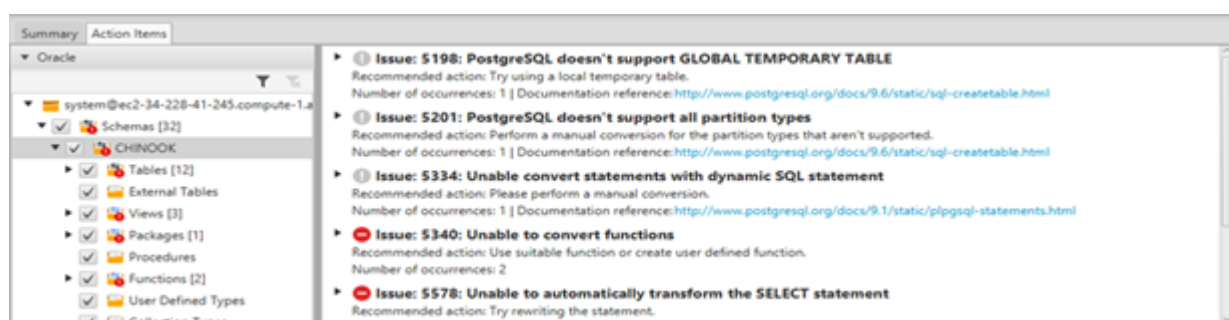 Summary Action Items
Oracle
system@ec2-34-228-41-245.compute-1.a
Schemas [32]
CHINOOK
Tables [12]
External Tables
Views [3]
Packages [1]
Procedures
Functions [2]
User Defined Types
Issue: 5198: PostgreSQL doesn't support GLOBAL TEMPORARY TABLE
Recommended action: Try using a local temporary table.
Number of occurrences: 1 | Documentation reference:http://www.postgresql.org/docs/9.6/static/sql-createtable.html
Issue: 5201: PostgreSQL doesn't support all partition types
Recommended action: Perform a manual conversion for the partition types that aren't supported.
Number of occurrences: 1 | Documentation reference:http://www.postgresql.org/docs/9.6/static/sql-createtable.html
Issue: 5334: Unable convert statements with dynamic SQL statement
Recommended action: Please perform a manual conversion.
Number of occurrences: 1 | Documentation reference:http://www.postgresql.org/docs/9.1/static/plpgsql-statements.html
Issue: 5340: Unable to convert functions
Recommended action: Use suitable function or create user defined function.
Number of occurrences: 2
Issue: 5578: Unable to automatically transform the SELECT statement
Recommended action: Try rewriting the statement.